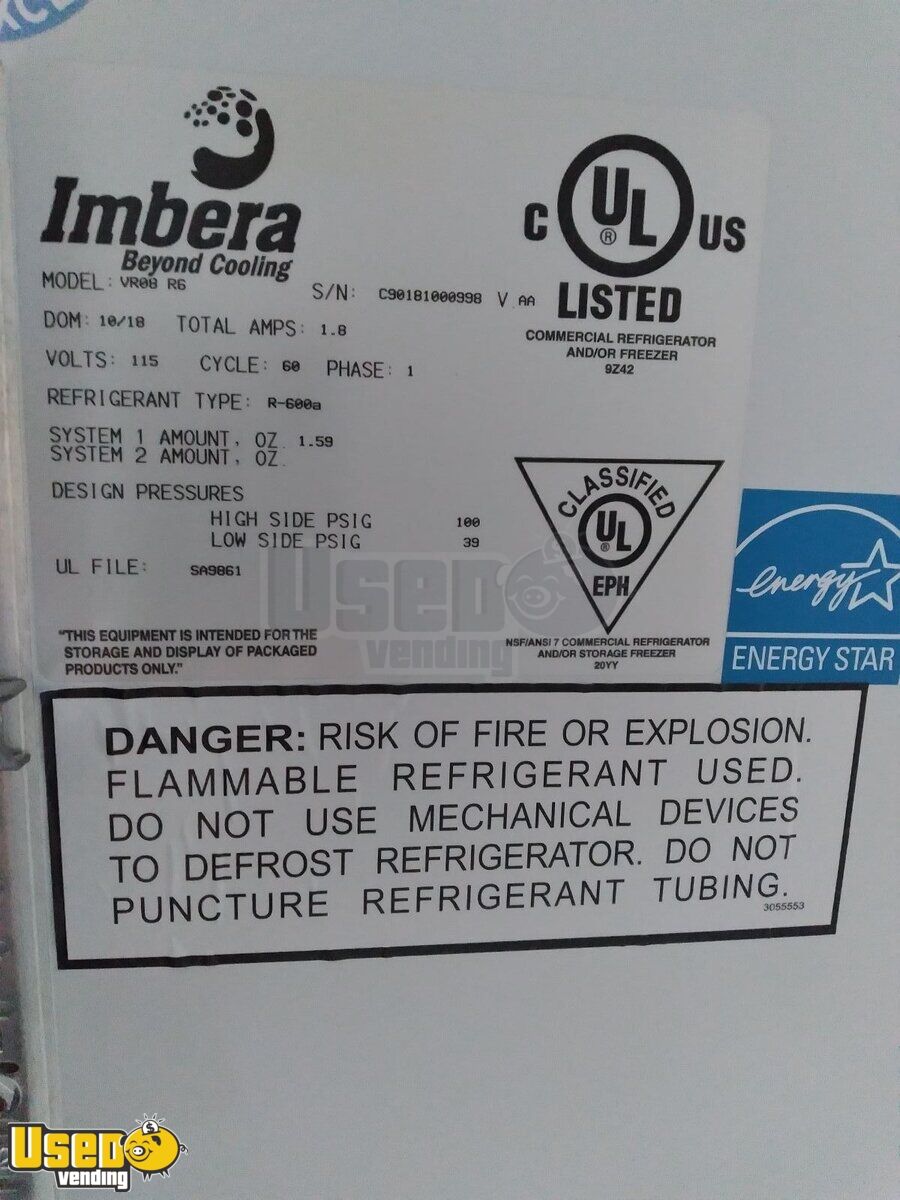 Imbera
Beyond Cooling
MODEL: VR08 R6
S/N: C90181000998 V AA
DOM: 10/18 TOTAL AMPS: 1.8
VOLTS: 115 CYCLE: 60 PHASE: 1
REFRIGERANT TYPE: R-600a
SYSTEM 1 AMOUNT, OZ. 1.59
SYSTEM 2 AMOUNT, OZ.
DESIGN PRESSURES
HIGH SIDE PSIG 100
LOW SIDE PSIG 39
UL FILE: SA9861
"THIS EQUIPMENT IS INTENDED FOR THE
STORAGE AND DISPLAY OF PACKAGED
PRODUCTS ONLY."
C UL ® US
LISTED
COMMERCIAL REFRIGERATOR
AND/OR FREEZER
9Z42
CLASSIFIED
UL ®
EPH
NSF/ANSI 7 COMMERCIAL REFRIGERATOR
AND/OR STORAGE FREEZER
20YY
energy
ENERGY STAR
USED
vending
DANGER: RISK OF FIRE OR EXPLOSION.
FLAMMABLE REFRIGERANT USED.
DO NOT USE MECHANICAL DEVICES
TO DEFROST REFRIGERATOR. DO NOT
PUNCTURE REFRIGERANT TUBING.
3055553
USED
vending